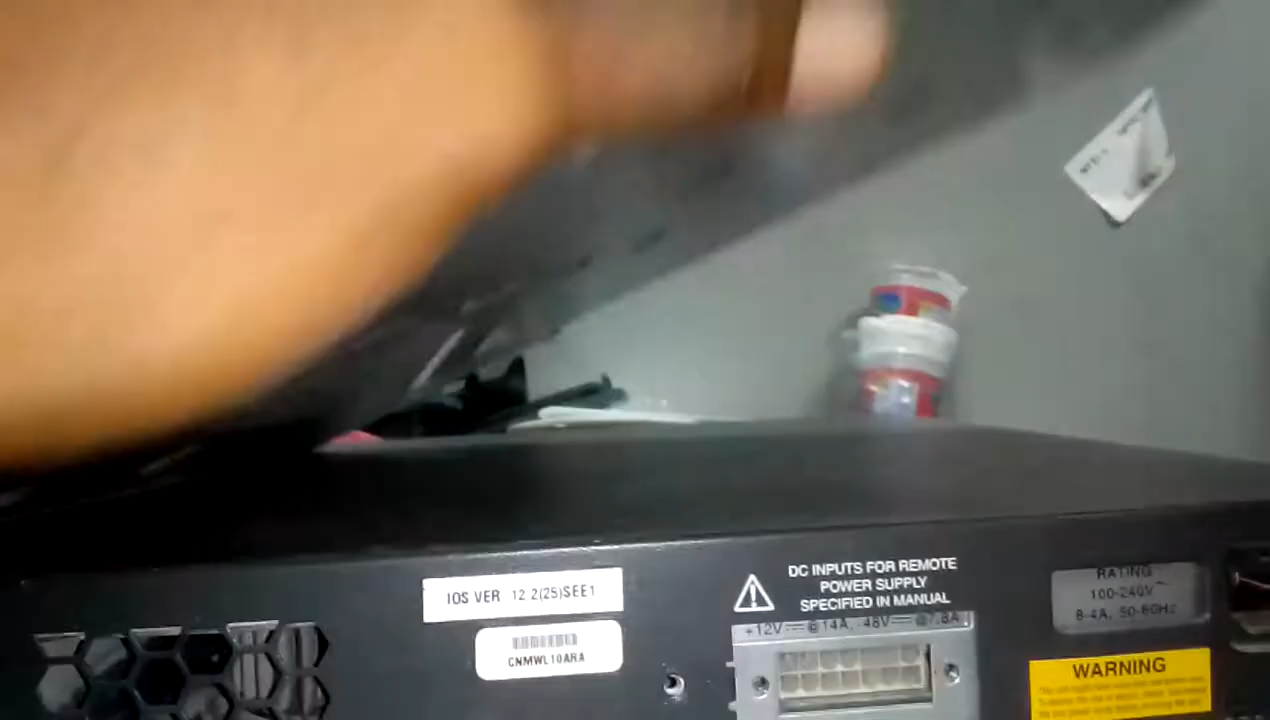 IOS VER 12.2(25)SEE1
CNMWL10ARA
DC INPUTS FOR REMOTE
POWER SUPPLY
SPECIFIED IN MANUAL
+12V @14A, -48V @7.8A
RATING
100-240V~
8-4A, 50-60Hz
WARNING